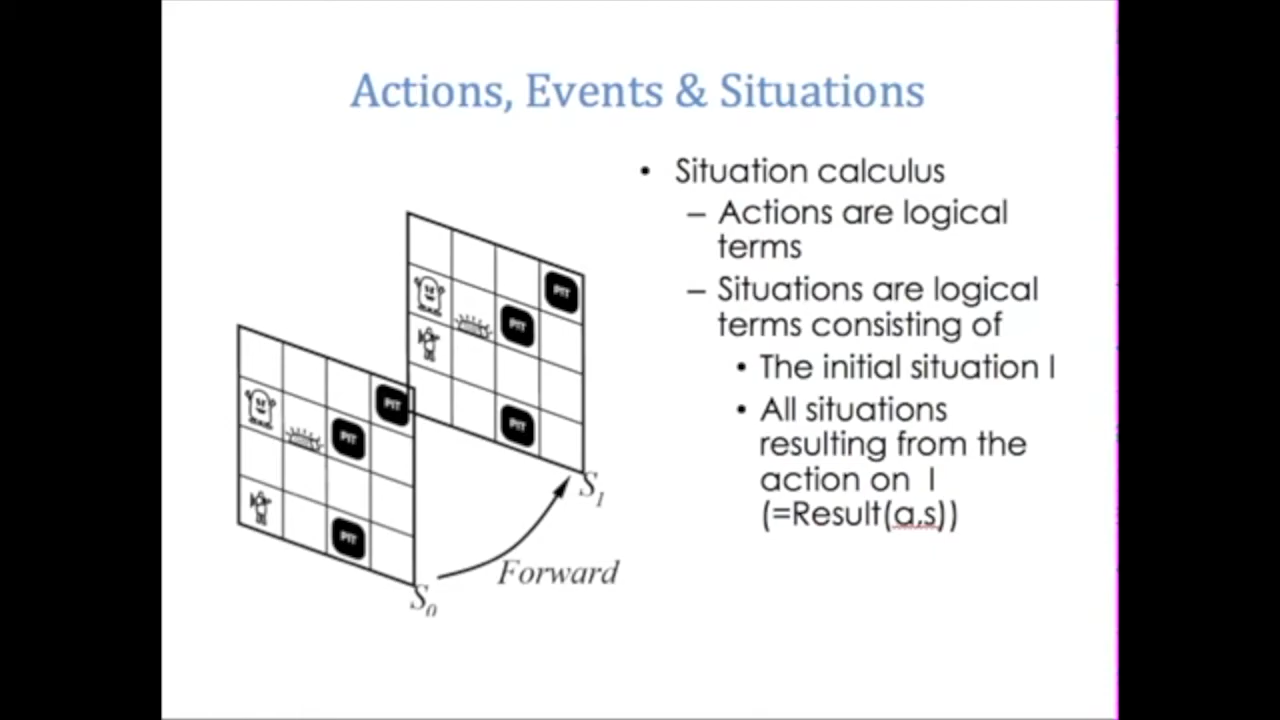 Actions, Events & Situations
• Situation calculus
– Actions are logical
terms
– Situations are logical
terms consisting of
• The initial situation I
• All situations
resulting from the
action on I
(=Result(a,s))
PIT
PIT
PIT
S1
PIT
PIT
PIT
Forward
S0